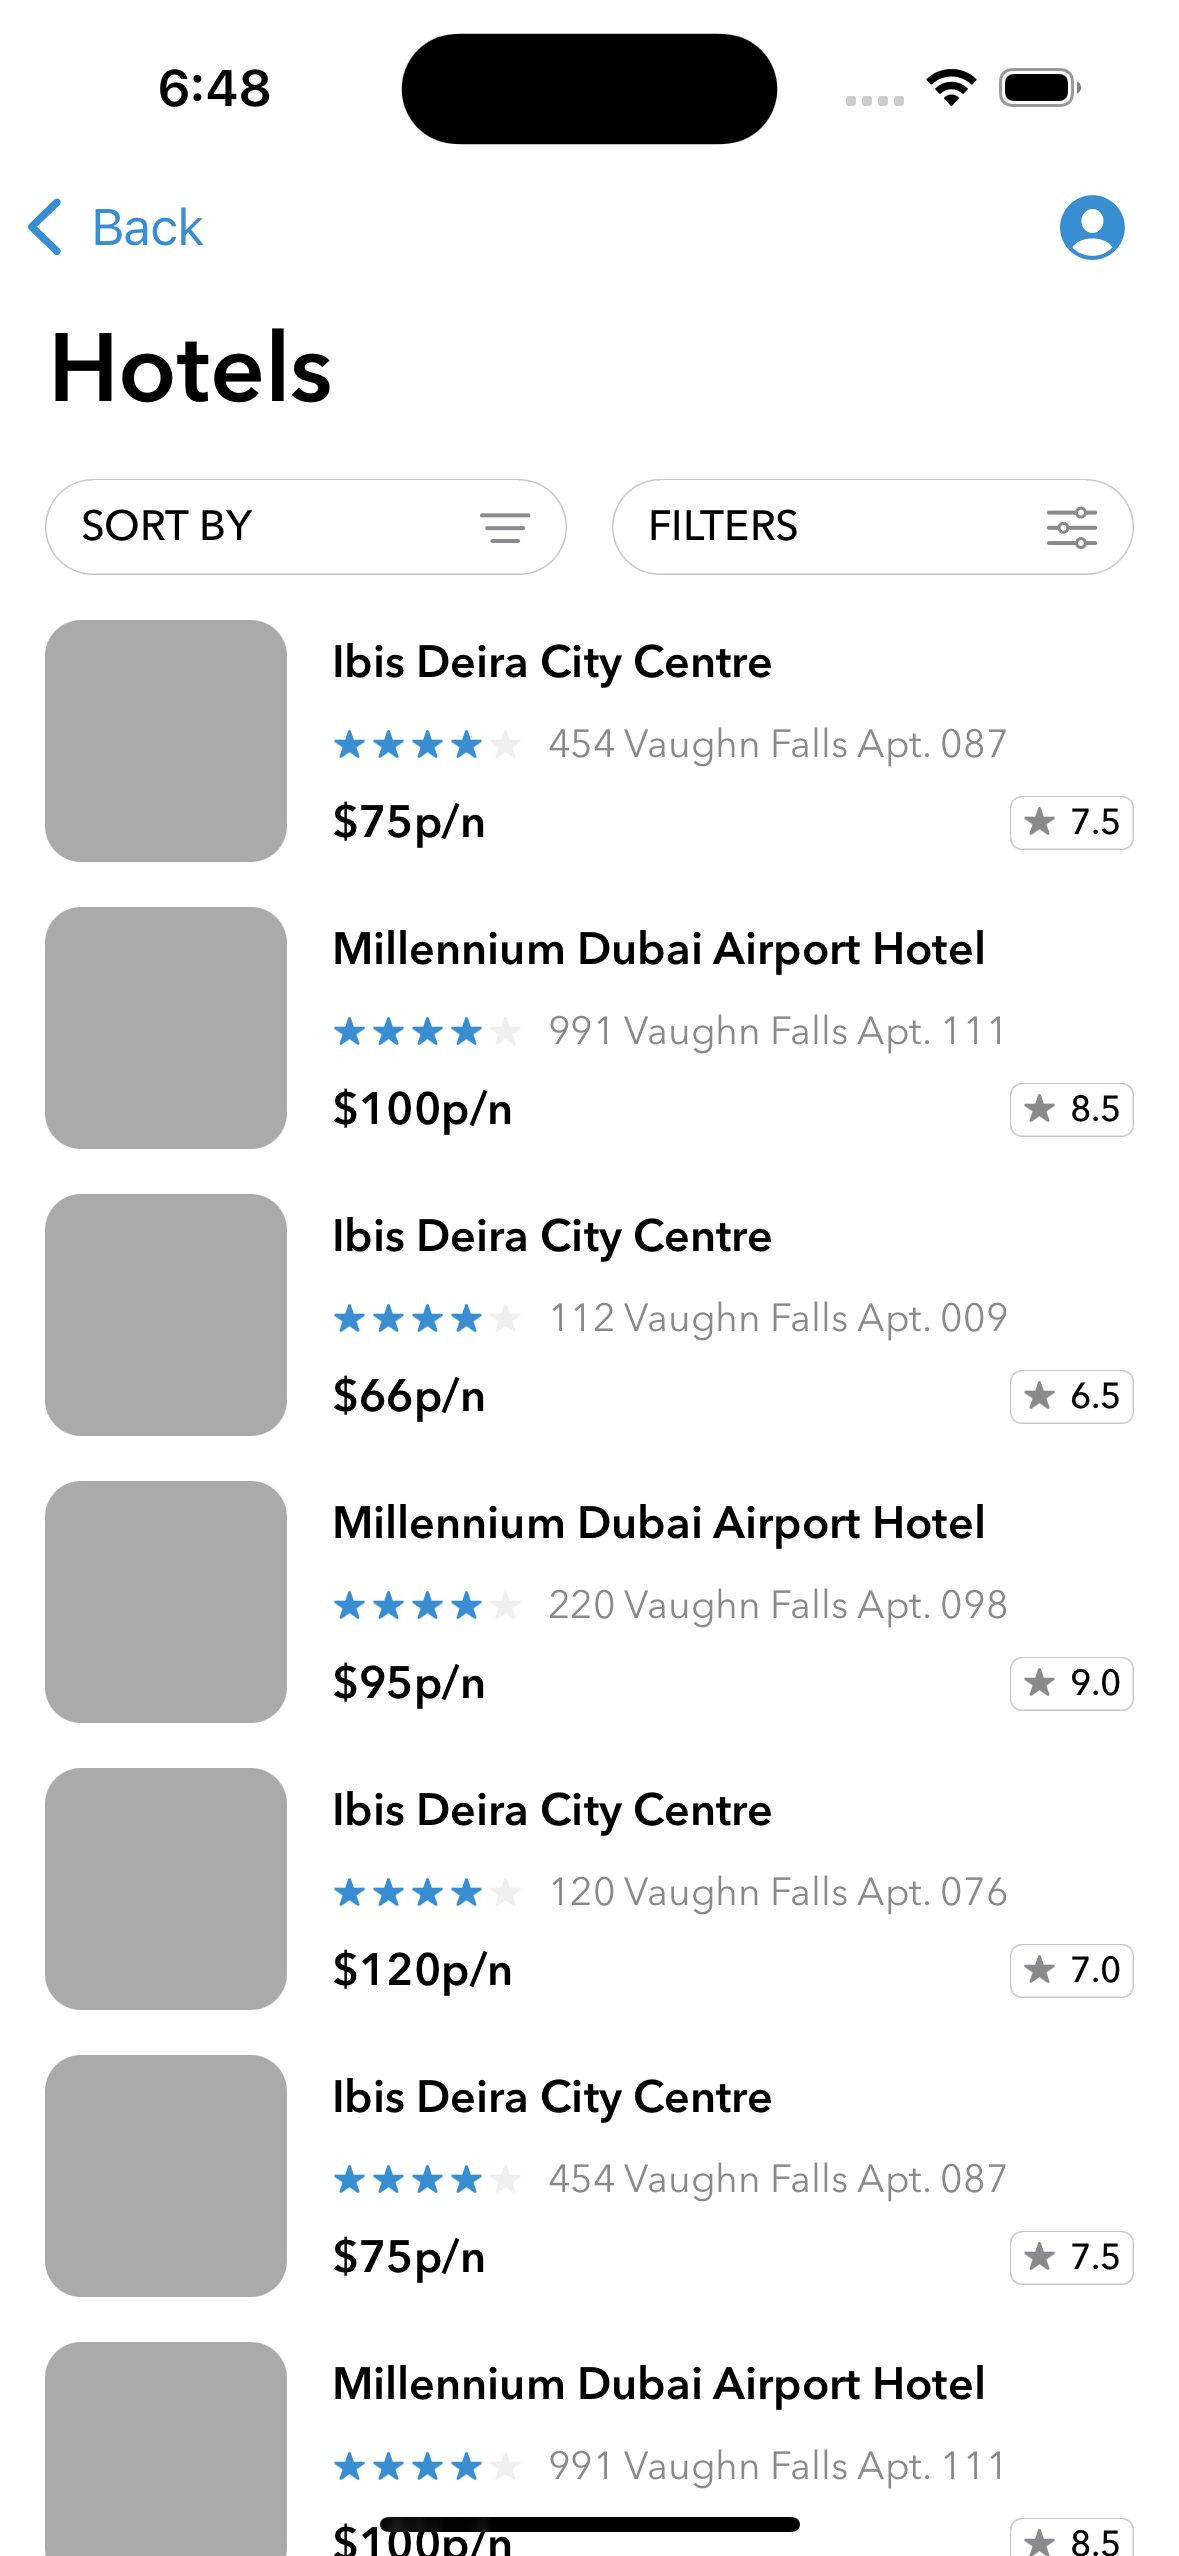 6:48
Back
Hotels
SORT BY
FILTERS
Ibis Deira City Centre
454 Vaughn Falls Apt. 087
$75p/n
7.5
Millennium Dubai Airport Hotel
991 Vaughn Falls Apt. 111
$100p/n
8.5
Ibis Deira City Centre
112 Vaughn Falls Apt. 009
$66p/n
6.5
Millennium Dubai Airport Hotel
220 Vaughn Falls Apt. 098
$95p/n
9.0
Ibis Deira City Centre
120 Vaughn Falls Apt. 076
$120p/n
7.0
Ibis Deira City Centre
454 Vaughn Falls Apt. 087
$75p/n
7.5
Millennium Dubai Airport Hotel
991 Vaughn Falls Apt. 111
$100p/n
8.5